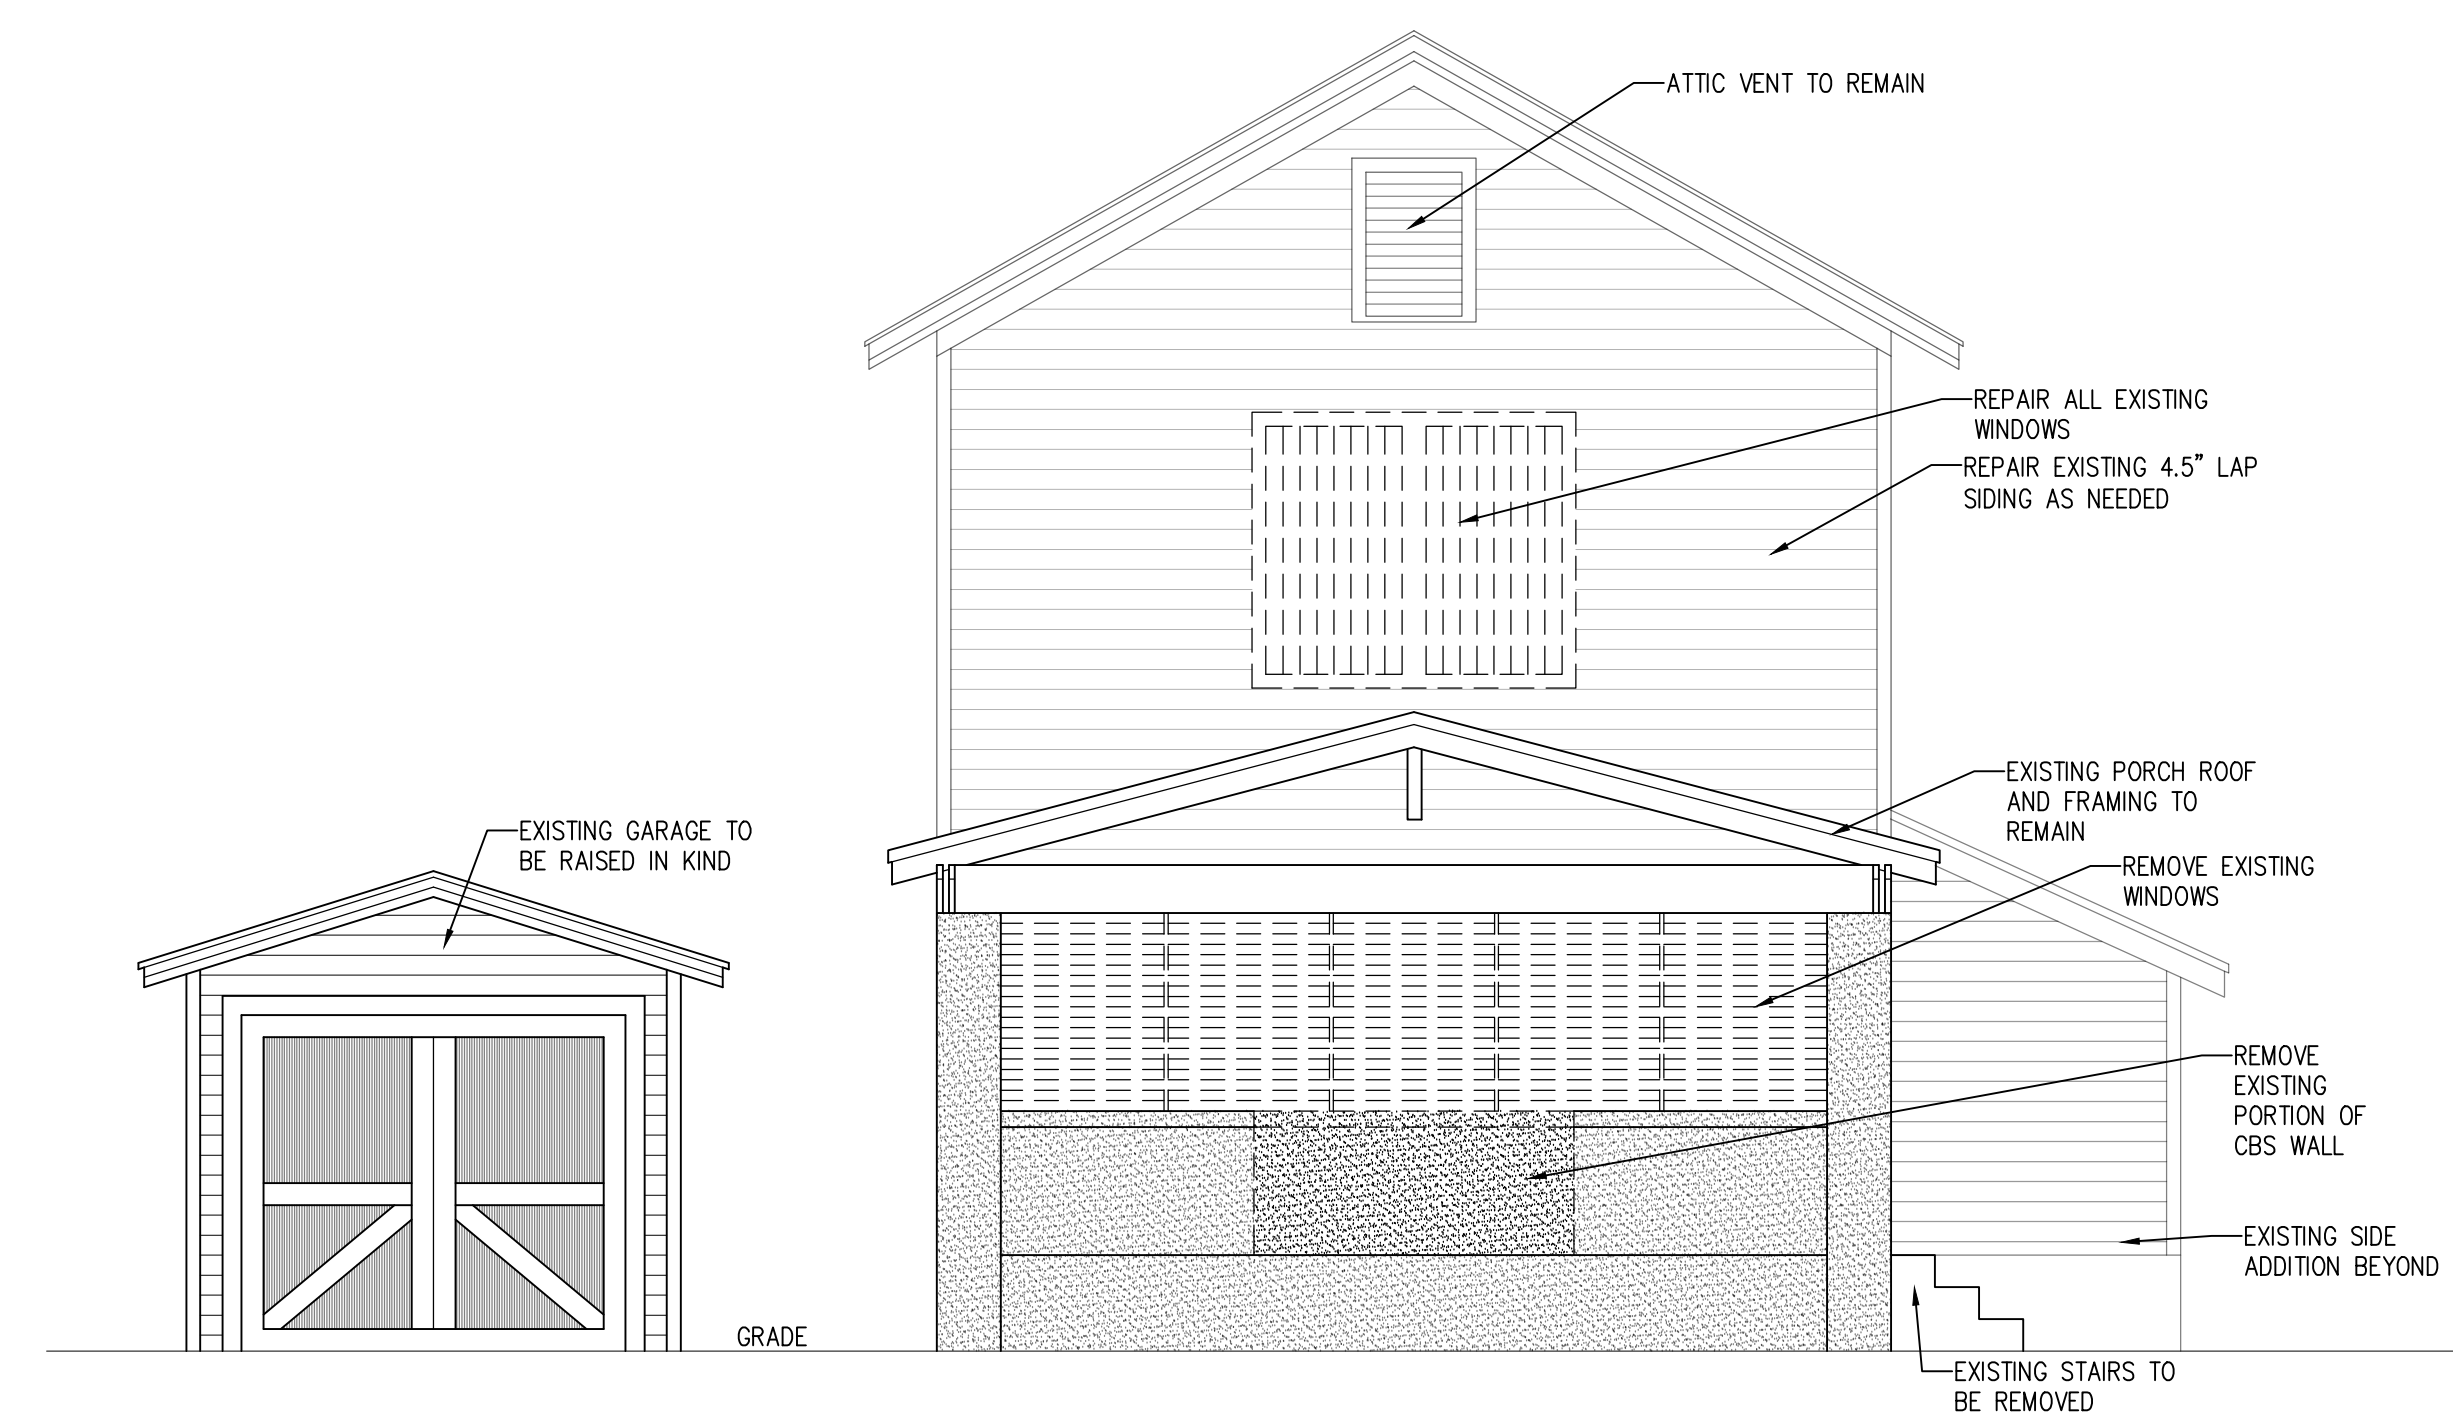 ATTIC VENT TO REMAIN
REPAIR ALL EXISTING
WINDOWS
REPAIR EXISTING 4.5" LAP
SIDING AS NEEDED
EXISTING PORCH ROOF
AND FRAMING TO
REMAIN
EXISTING GARAGE TO
BE RAISED IN KIND
REMOVE EXISTING
WINDOWS
REMOVE
EXISTING
PORTION OF
CBS WALL
EXISTING SIDE
ADDITION BEYOND
GRADE
EXISTING STAIRS TO
BE REMOVED